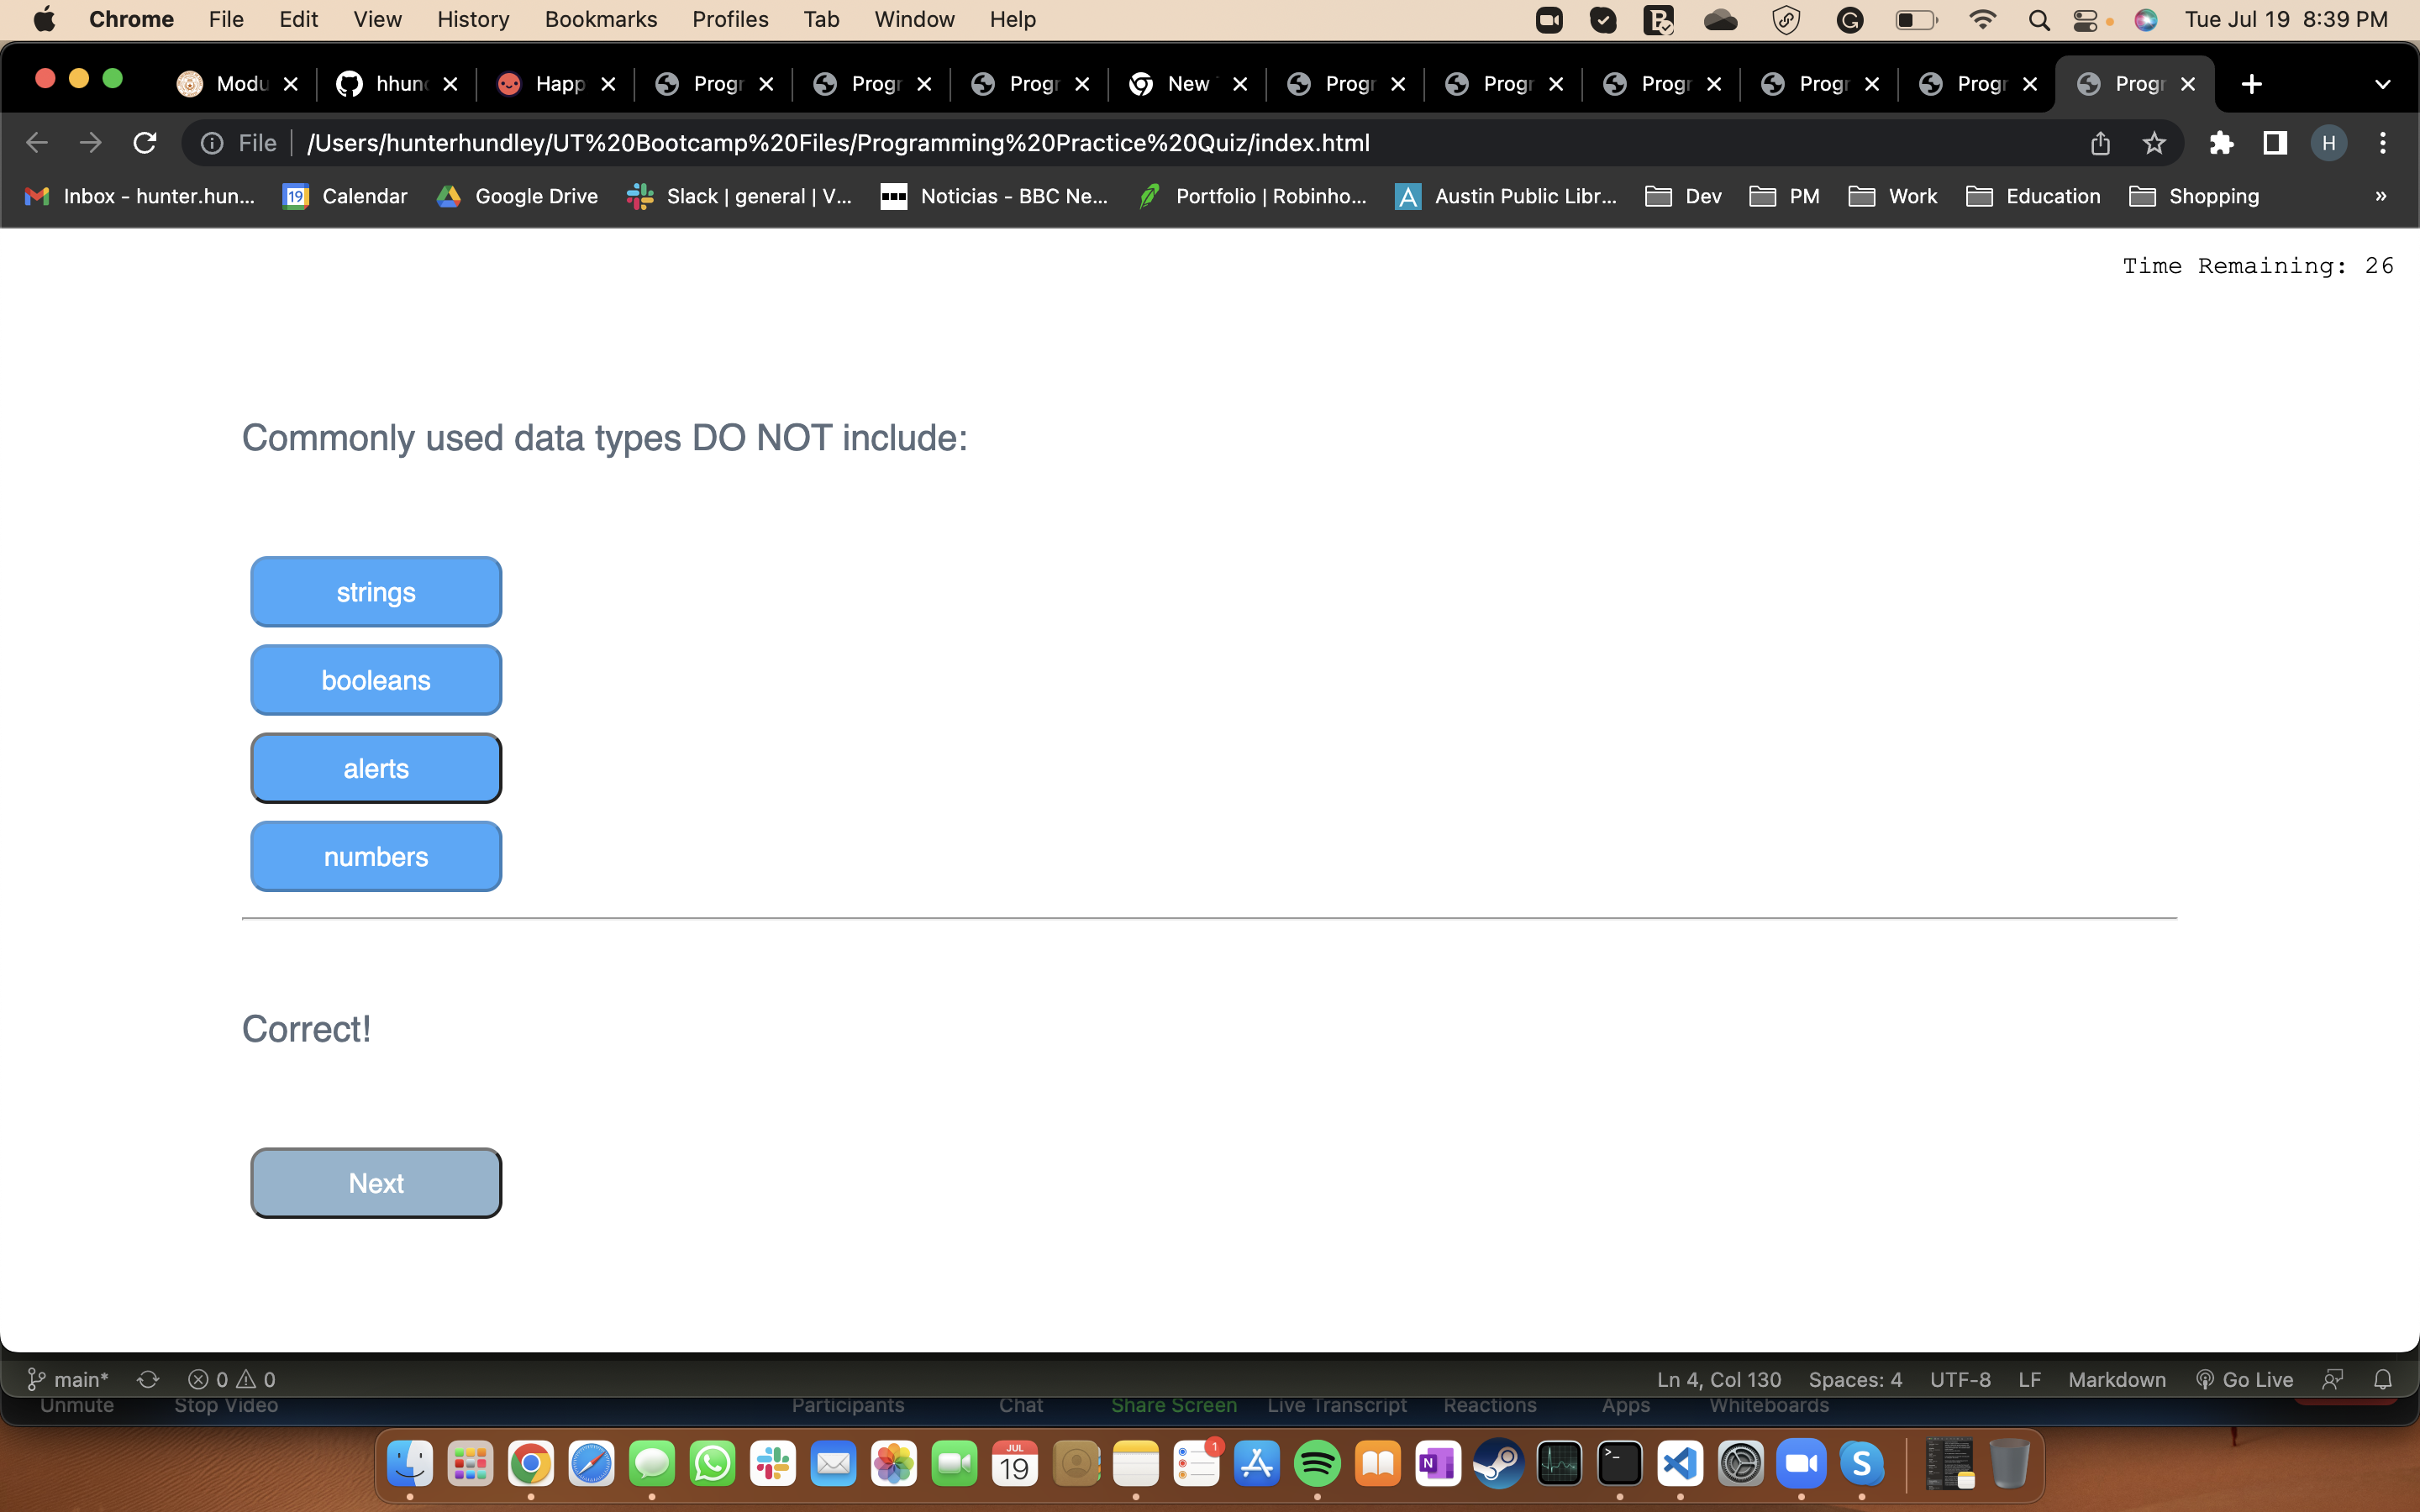 Chrome File Edit View History Bookmarks Profiles Tab Window Help Tue Jul 19 8:39 PM
Modu hhun Happ Progr Progr Progr New Progr Progr Progr Progr Progr Progr
File /Users/hunterhundley/UT%20Bootcamp%20Files/Programming%20Practice%20Quiz/index.html H
Inbox - hunter.hun... 19 Calendar Google Drive Slack | general | V... Noticias - BBC Ne... Portfolio | Robinho... A Austin Public Libr... Dev PM Work Education Shopping »
Time Remaining: 26
Commonly used data types DO NOT include:
strings
booleans
alerts
numbers
Correct!
Next
main* 0 0 Ln 4, Col 130 Spaces: 4 UTF-8 LF Markdown Go Live
Unmute Stop Video Participants Chat Share Screen Live Transcript Reactions Apps Whiteboards
JUL 19 1 N >_ S